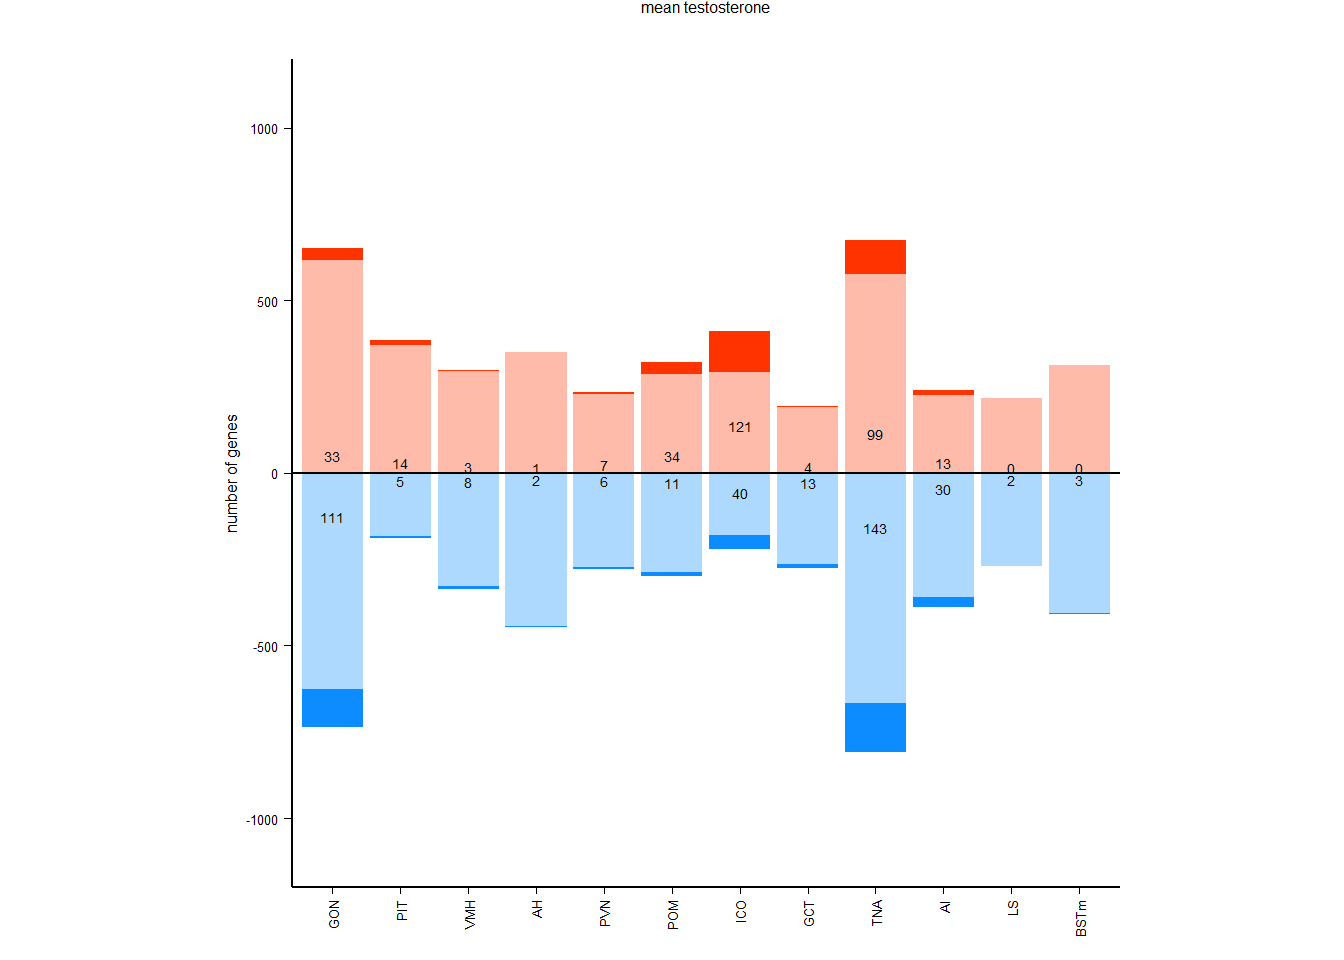 mean testosterone
number of genes
1000
500
0
-500
-1000
33 14 3 1 7 34 121 4 99 13 0 0
111 5 8 2 6 11 40 13 143 30 2 3
GON PIT VMH AH PVN POM ICO GCT TNA AI LS BSTm